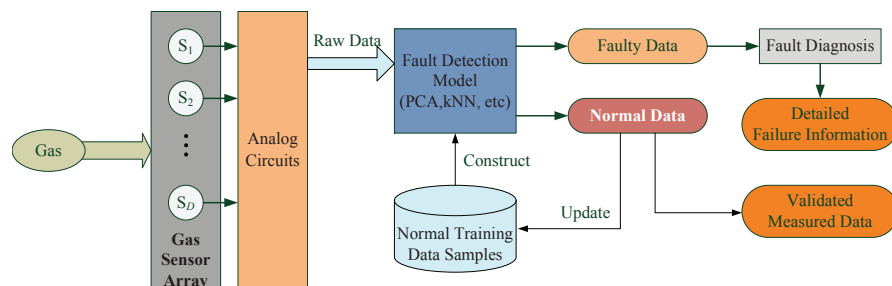 Gas
S1
S2
SD
Gas
Sensor
Array
Analog
Circuits
Raw Data
Fault Detection
Model
(PCA,kNN, etc)
Construct
Normal Training
Data Samples
Update
Faulty Data
Normal Data
Fault Diagnosis
Detailed
Failure Information
Validated
Measured Data